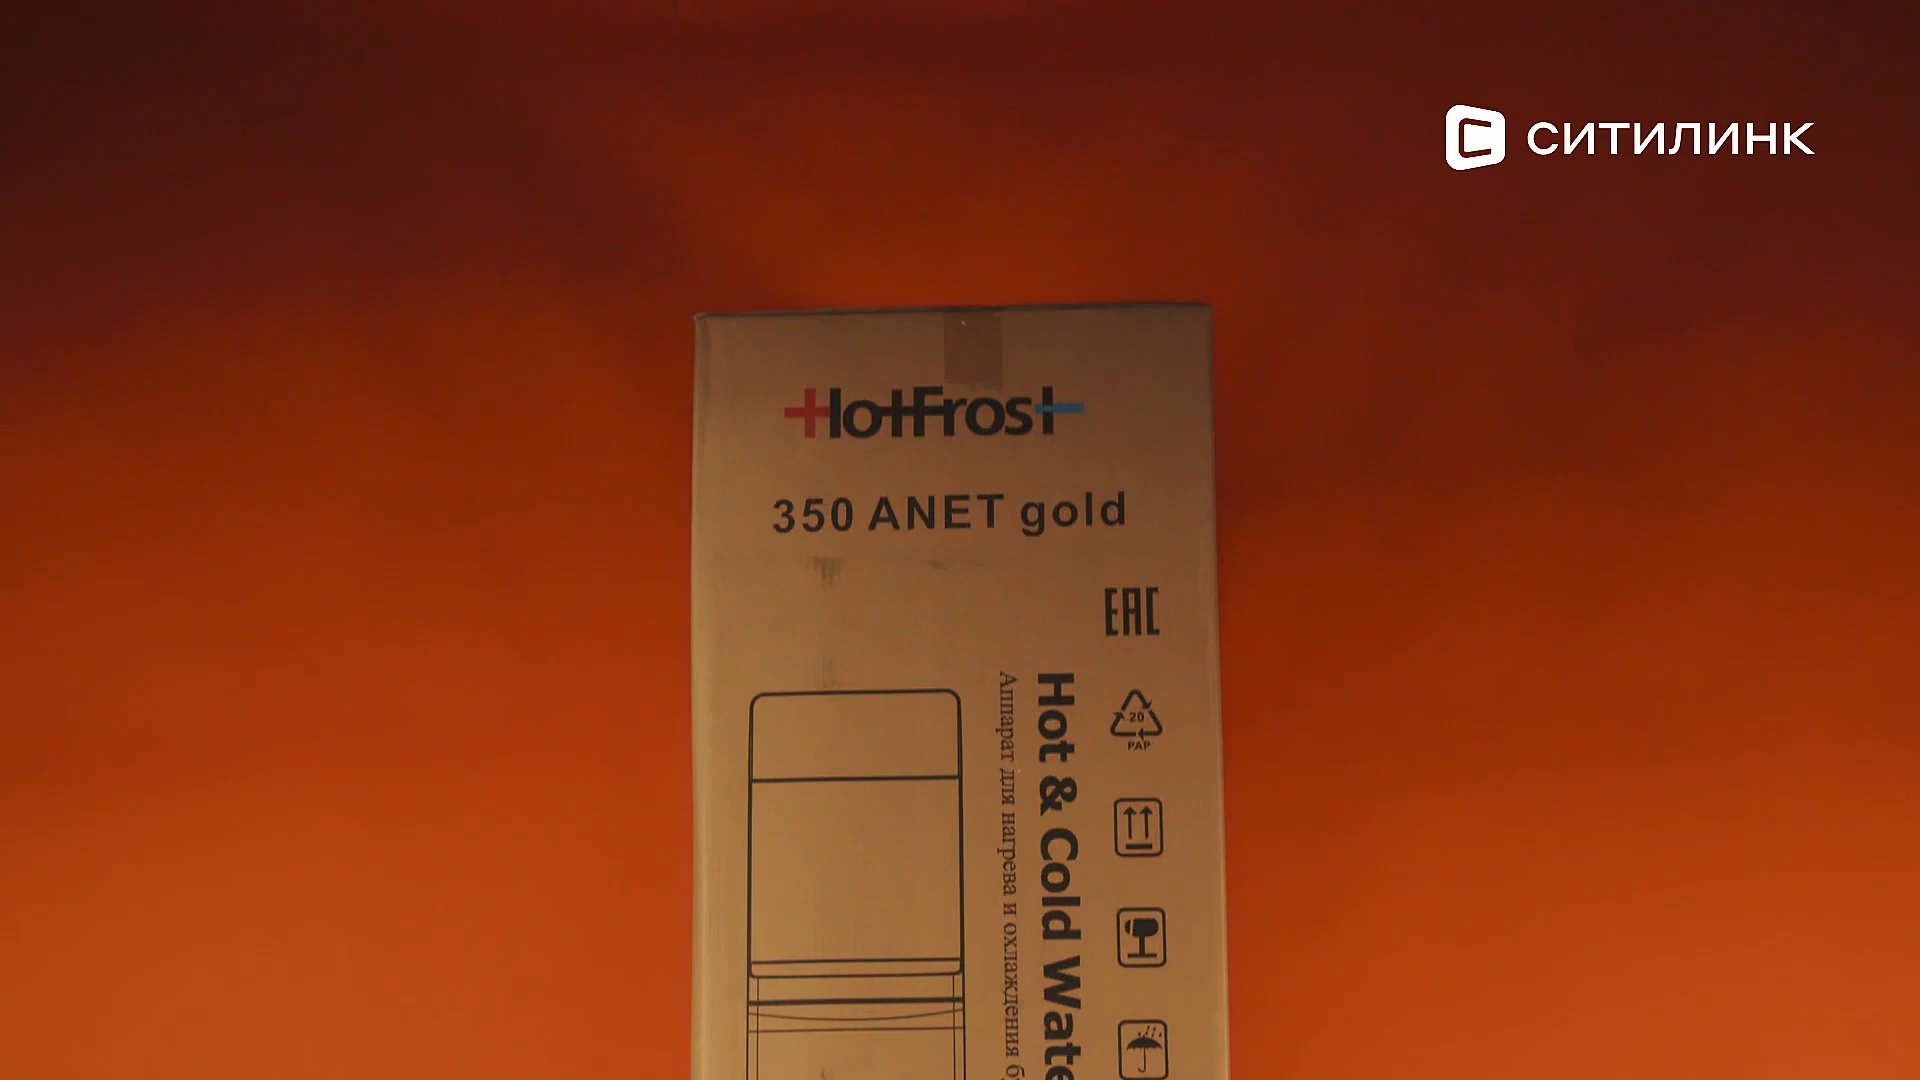 СИТИЛИНК
HotFrost
350 ANET gold
EAC
20
PAP
Hot & Cold Wate
Аппарат для нагрева и охлаждения б